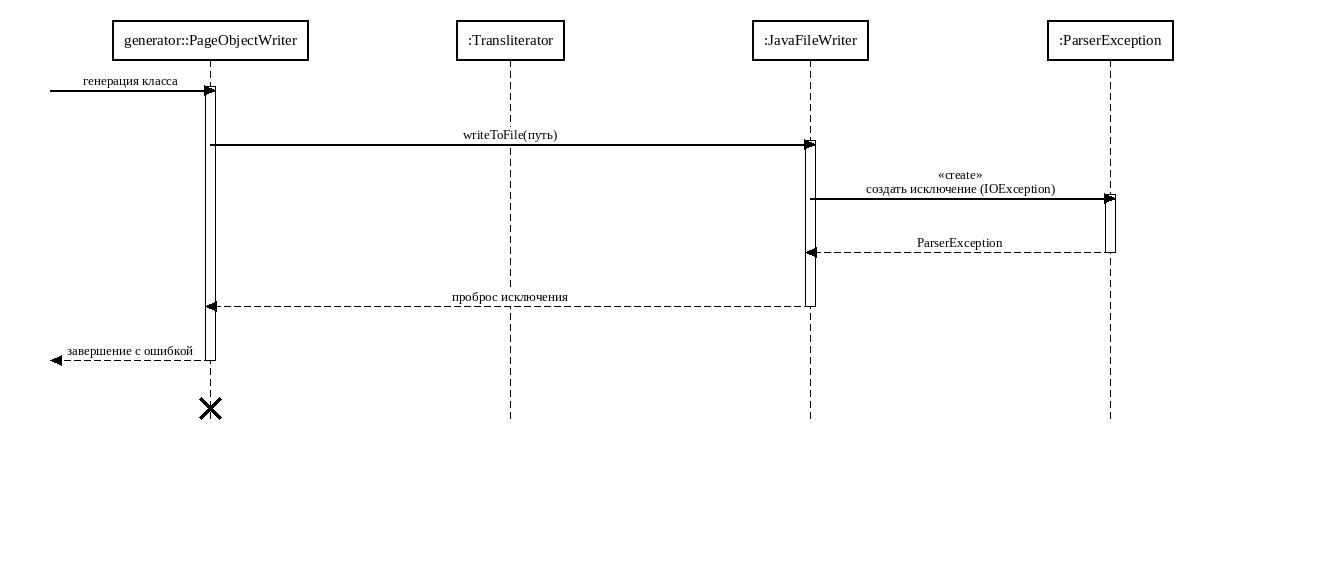 generator::PageObjectWriter
:Transliterator
:JavaFileWriter
:ParserException
генерация класса
writeToFile(путь)
«create»
создать исключение (IOException)
ParserException
проброс исключения
завершение с ошибкой